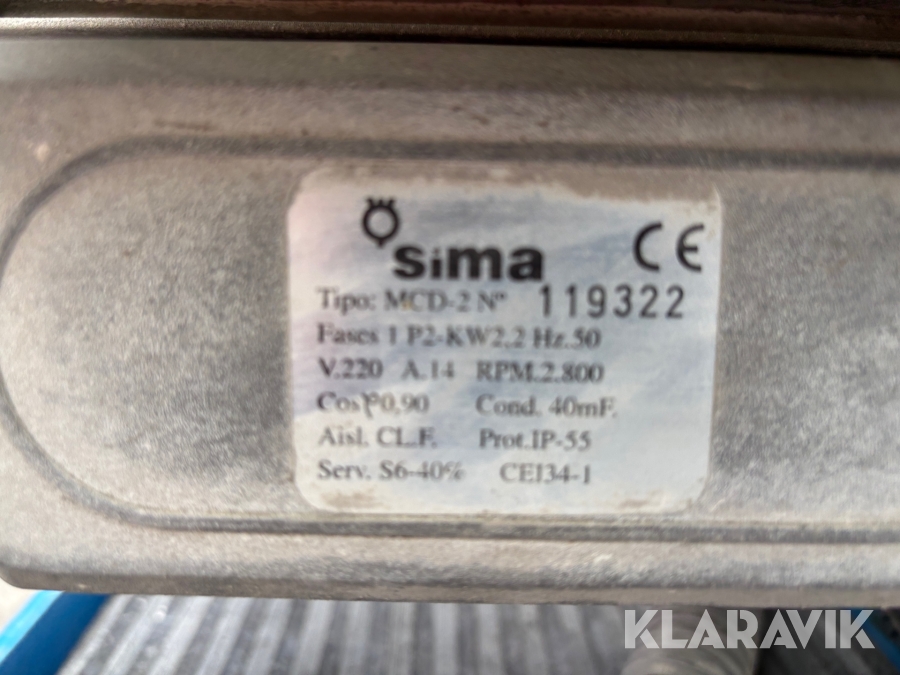 sima CE
Tipo: MCD-2 Nº 119322
Fases 1 P2-KW2,2 Hz.50
V.220 A.14 RPM.2.800
Cosφ0,90 Cond. 40mF.
Aisl. CL.F. Prot.IP-55
Serv. S6-40% CEI34-1
KLARAVIK